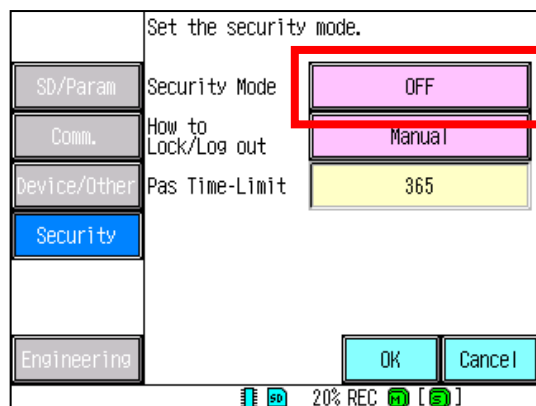 Set the security mode.
SD/Param
Security Mode
OFF
Comm.
How to
Lock/Log out
Manual
Device/Other
Pas Time-Limit
365
Security
Engineering
OK
Cancel
SD 20% REC M [S]